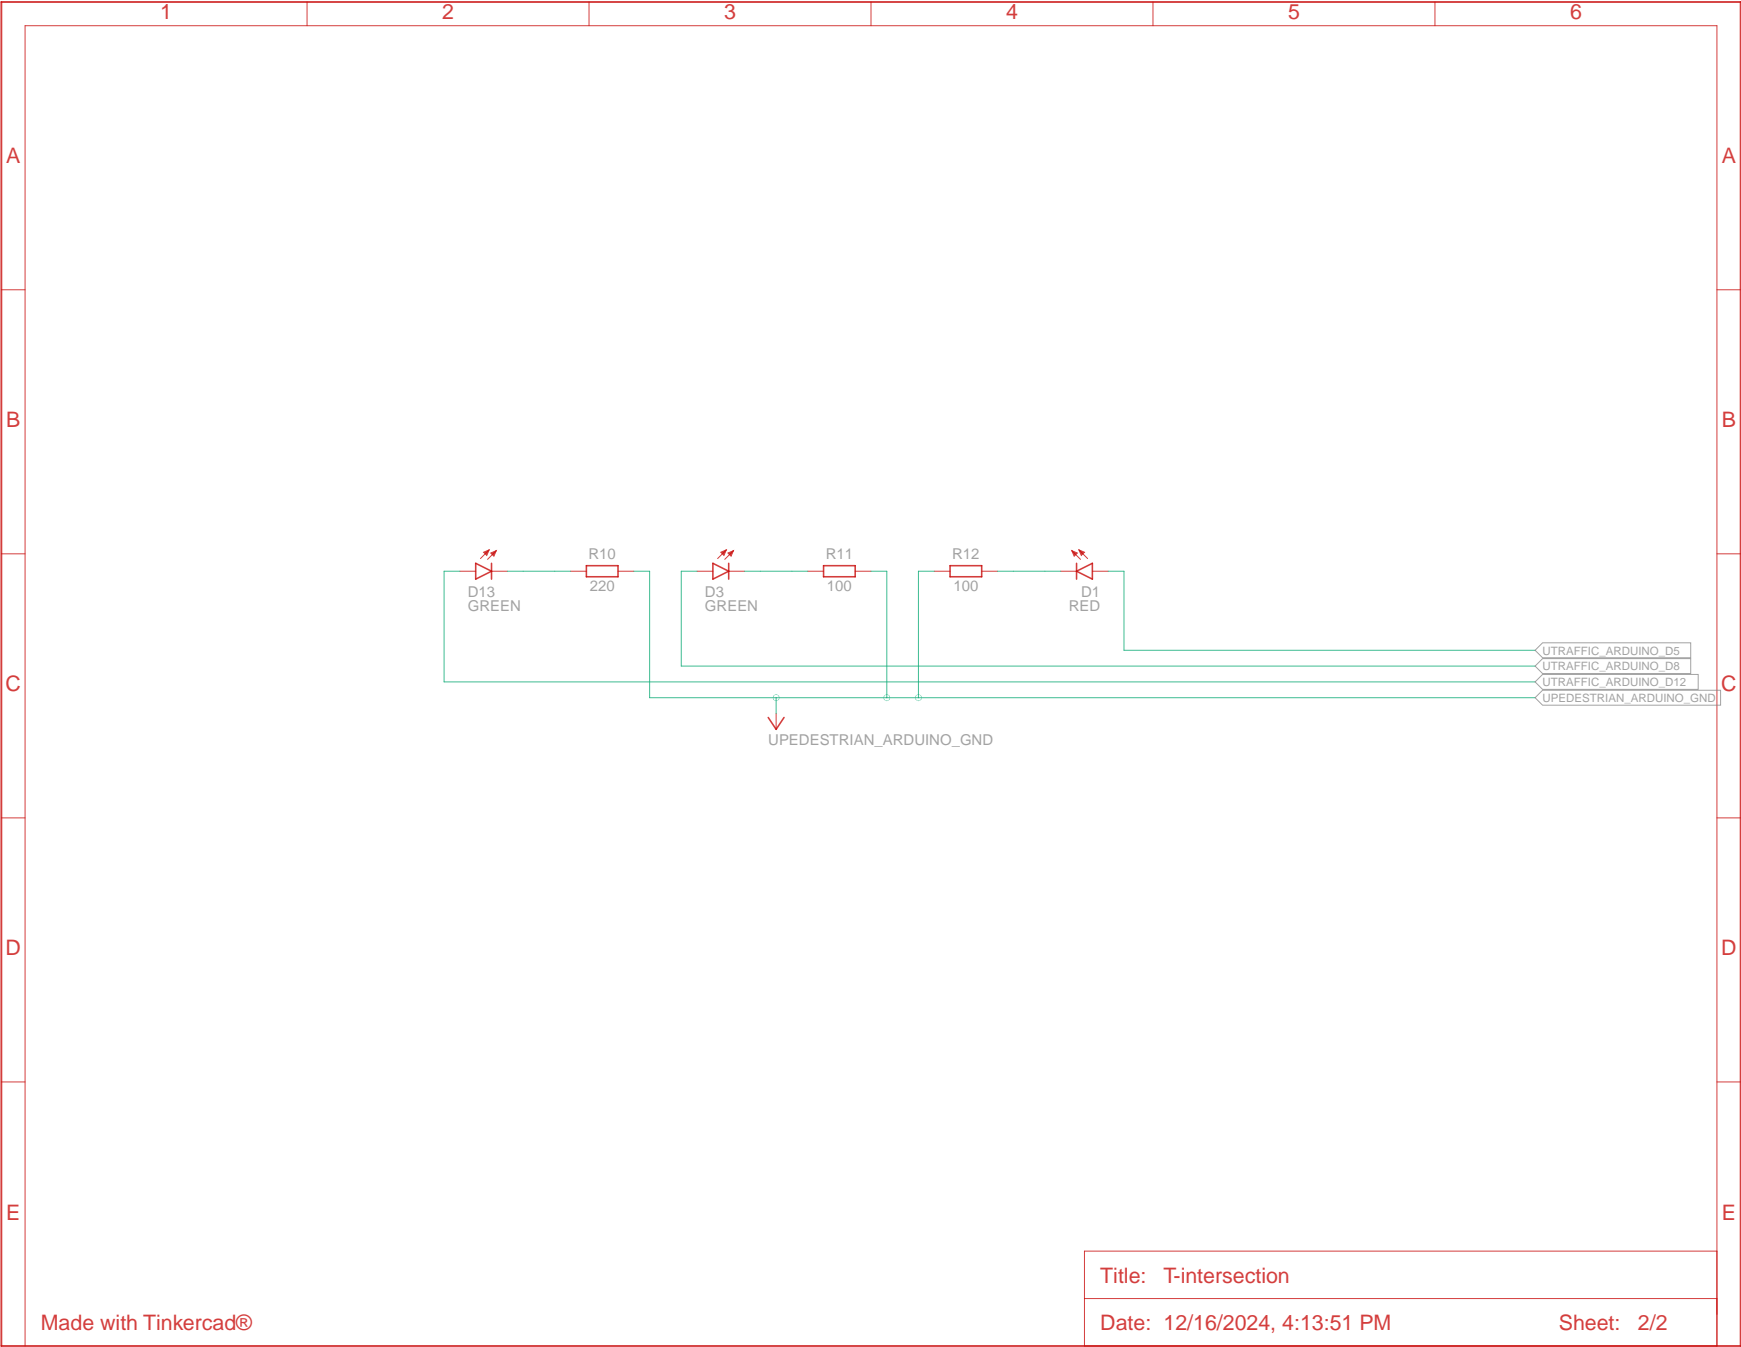 1 2 3 4 5 6
A A
B B
R10 R11 R12
220 100 100
D13 D3 D1
GREEN GREEN RED
UTRAFFIC_ARDUINO_D5
UTRAFFIC_ARDUINO_D8
C UTRAFFIC_ARDUINO_D12 C
UPEDESTRIAN_ARDUINO_GND
UPEDESTRIAN_ARDUINO_GND
D D
E E
Title: T-intersection
Made with Tinkercad® Date: 12/16/2024, 4:13:51 PM Sheet: 2/2